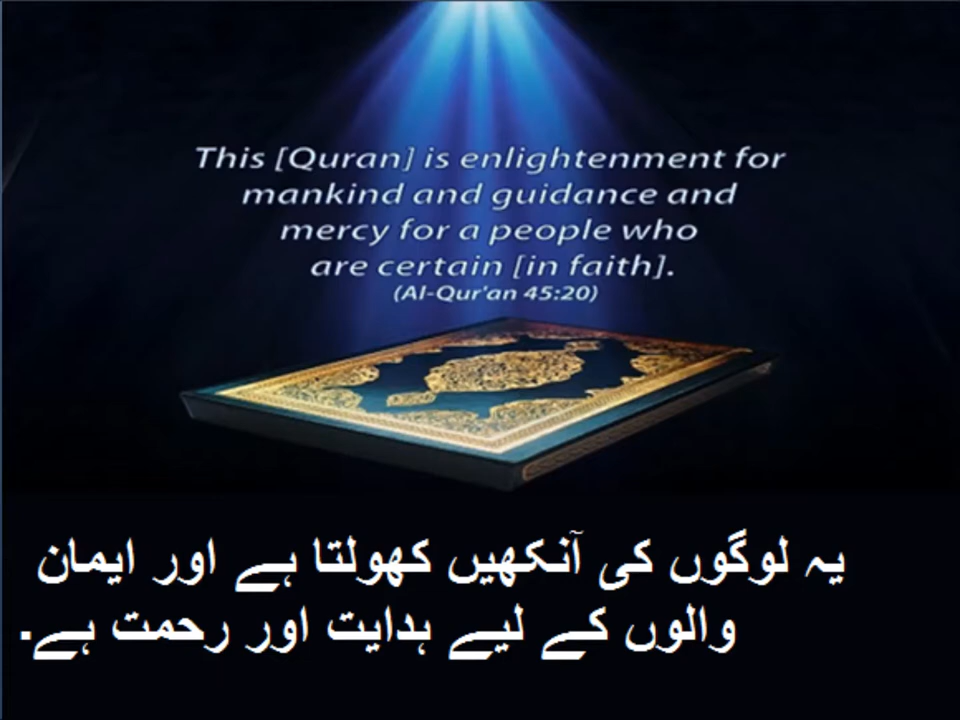 This [Quran] is enlightenment for
mankind and guidance and
mercy for a people who
are certain [in faith].
(Al-Qur'an 45:20)
یہ لوگوں کی آنکھیں کھولتا ہے اور ایمان
والوں کے لیے ہدایت اور رحمت ہے.